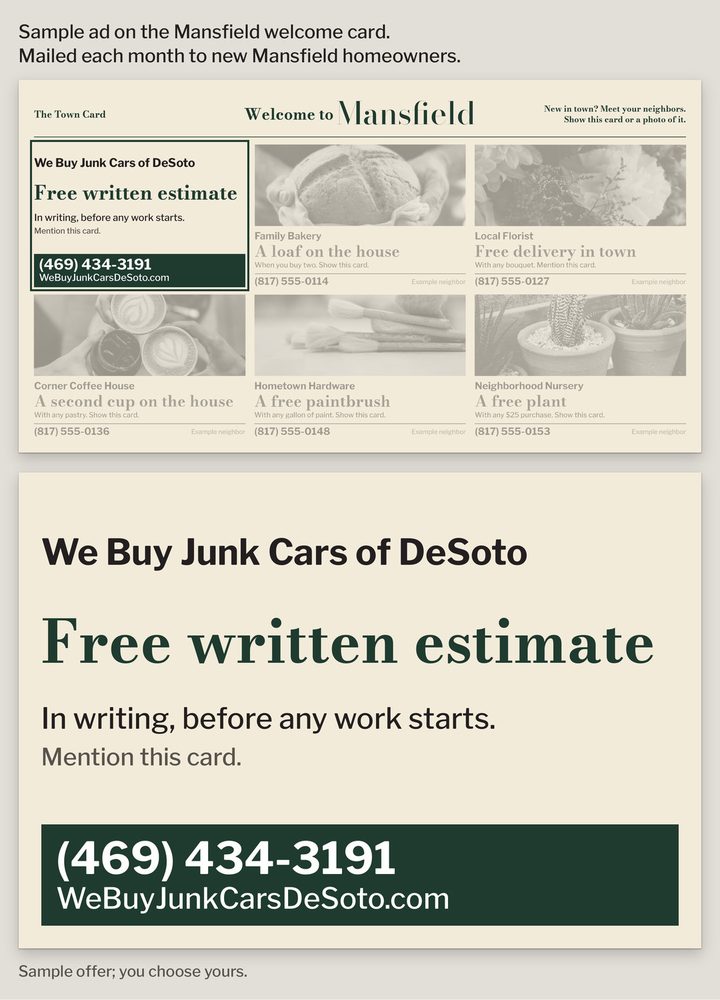 Sample ad on the Mansfield welcome card.
Mailed each month to new Mansfield homeowners.
The Town Card
Welcome to Mansfield
New in town? Meet your neighbors.
Show this card or a photo of it.
We Buy Junk Cars of DeSoto
Free written estimate
In writing, before any work starts.
Mention this card.
(469) 434-3191
WeBuyJunkCarsDeSoto.com
Family Bakery
A loaf on the house
When you buy two. Show this card.
(817) 555-0114
Example neighbor
Local Florist
Free delivery in town
With any bouquet. Mention this card.
(817) 555-0127
Example neighbor
Corner Coffee House
A second cup on the house
With any pastry. Show this card.
(817) 555-0136
Example neighbor
Hometown Hardware
A free paintbrush
With any gallon of paint. Show this card.
(817) 555-0148
Example neighbor
Neighborhood Nursery
A free plant
With any $25 purchase. Show this card.
(817) 555-0153
Example neighbor
We Buy Junk Cars of DeSoto
Free written estimate
In writing, before any work starts.
Mention this card.
(469) 434-3191
WeBuyJunkCarsDeSoto.com
Sample offer; you choose yours.